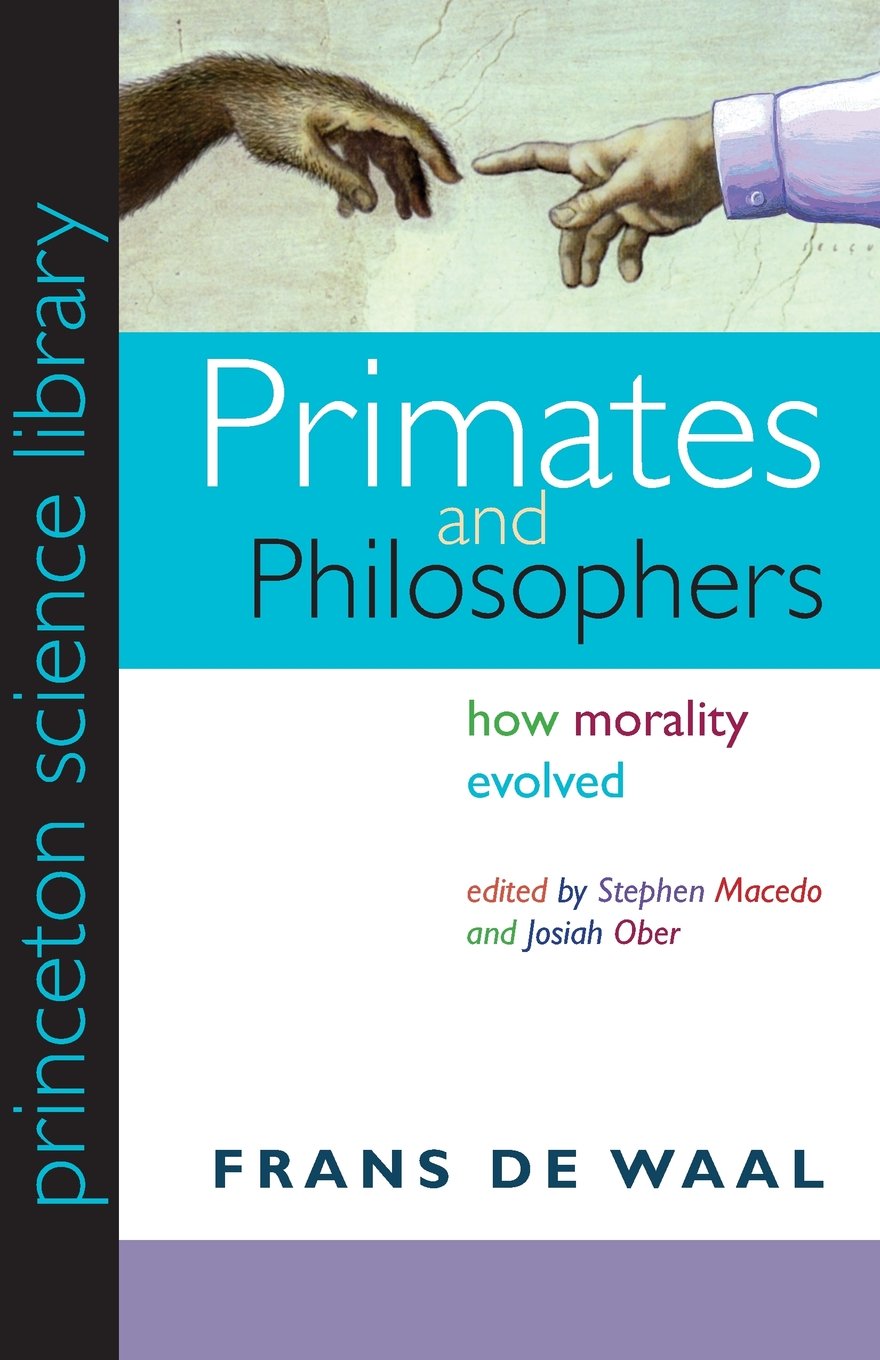 princeton science library
Primates
and
Philosophers
how morality
evolved
edited by Stephen Macedo
and Josiah Ober
FRANS DE WAAL